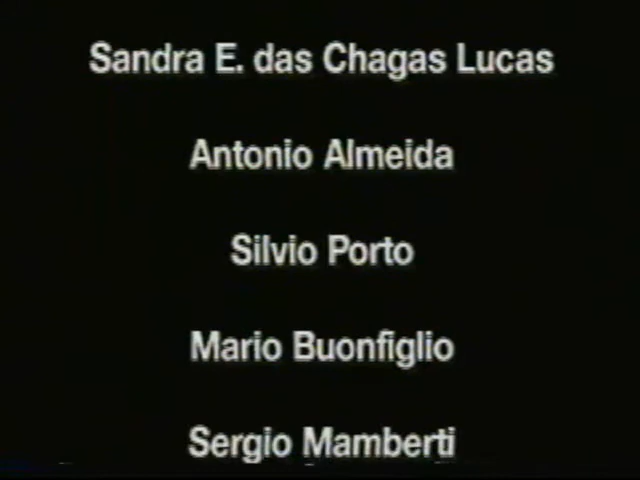 Sandra E. das Chagas Lucas
Antonio Almeida
Silvio Porto
Mario Buonfiglio
Sergio Mamberti